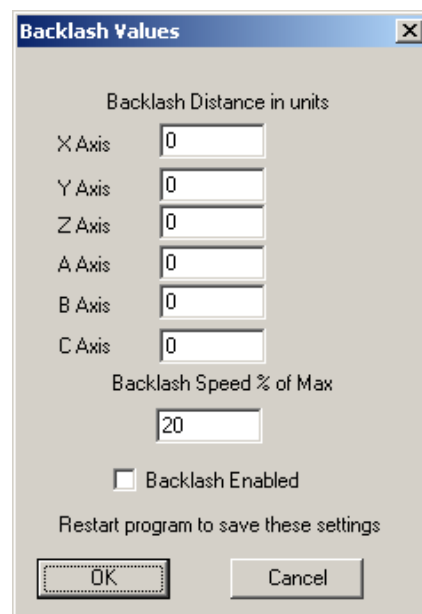 Backlash Values
Backlash Distance in units
X Axis 0
Y Axis 0
Z Axis 0
A Axis 0
B Axis 0
C Axis 0
Backlash Speed % of Max
20
Backlash Enabled
Restart program to save these settings
OK Cancel